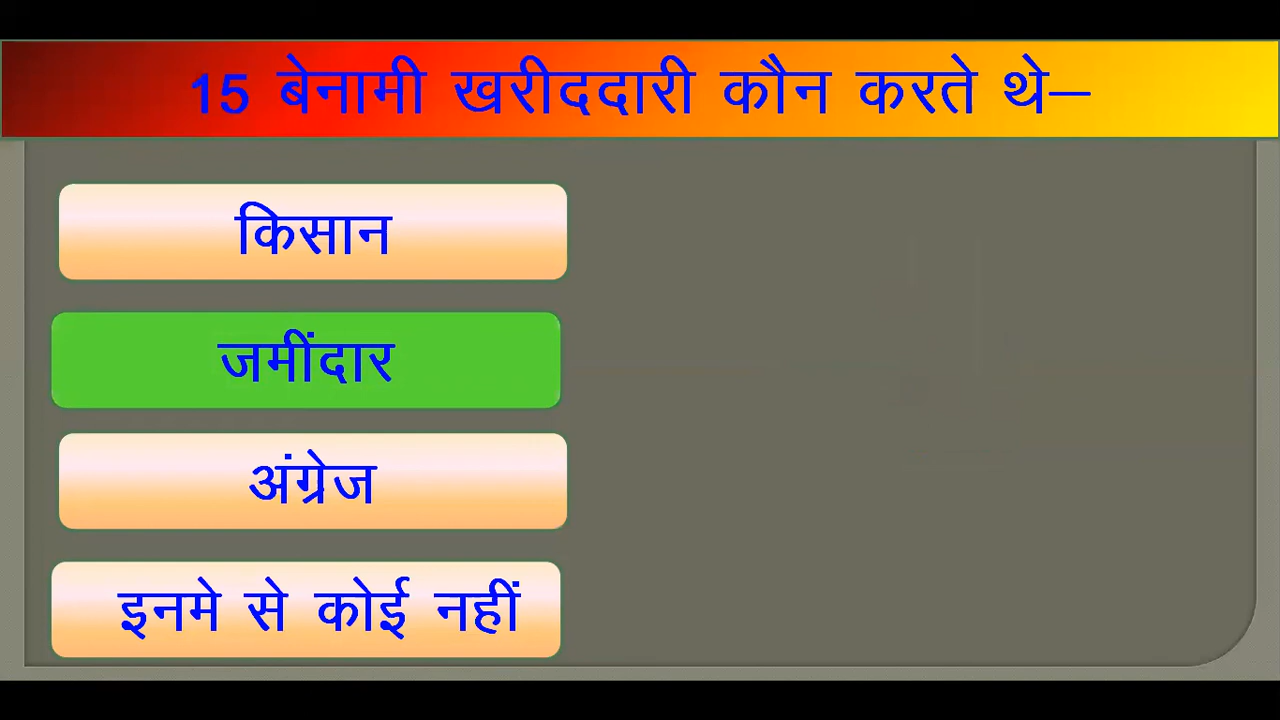 15 बेनामी खरीददारी कौन करते थे–
किसान
जमींदार
अंग्रेज
इनमे से कोई नहीं